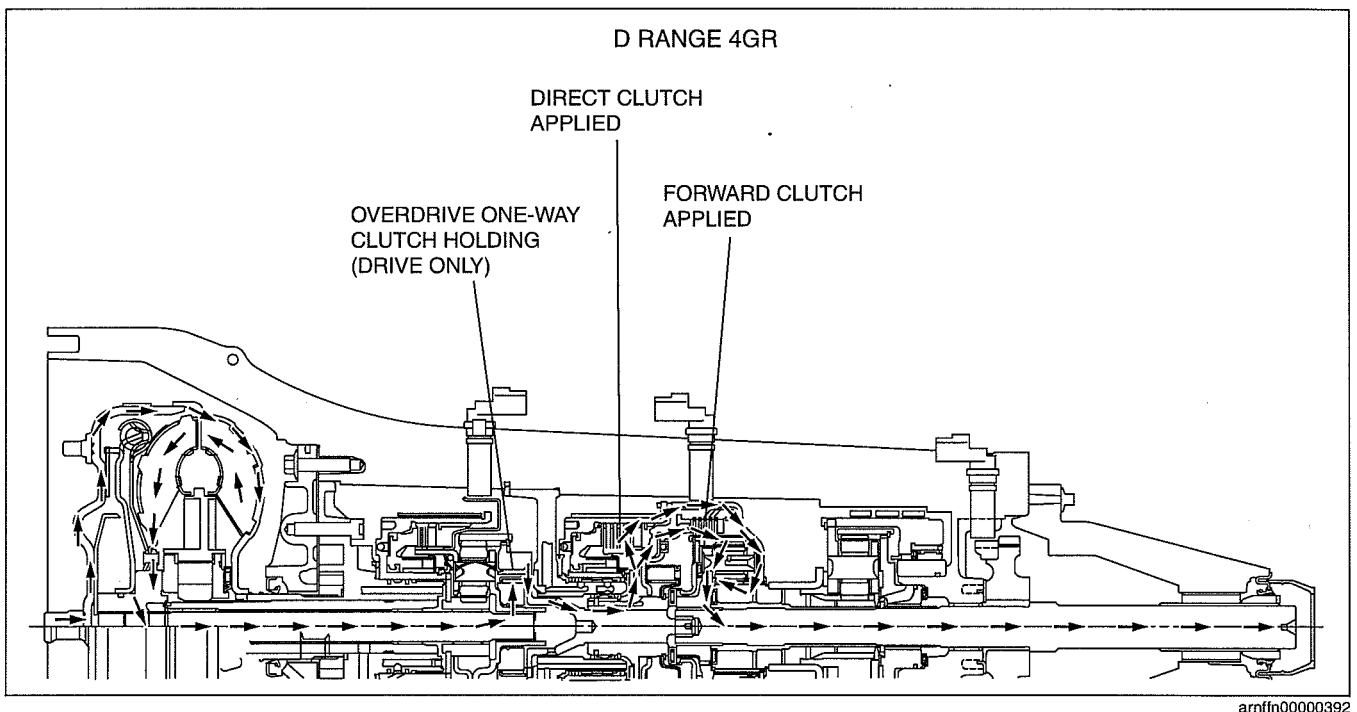 D RANGE 4GR
DIRECT CLUTCH
APPLIED
FORWARD CLUTCH
APPLIED
OVERDRIVE ONE-WAY
CLUTCH HOLDING
(DRIVE ONLY)
arnffn00000392